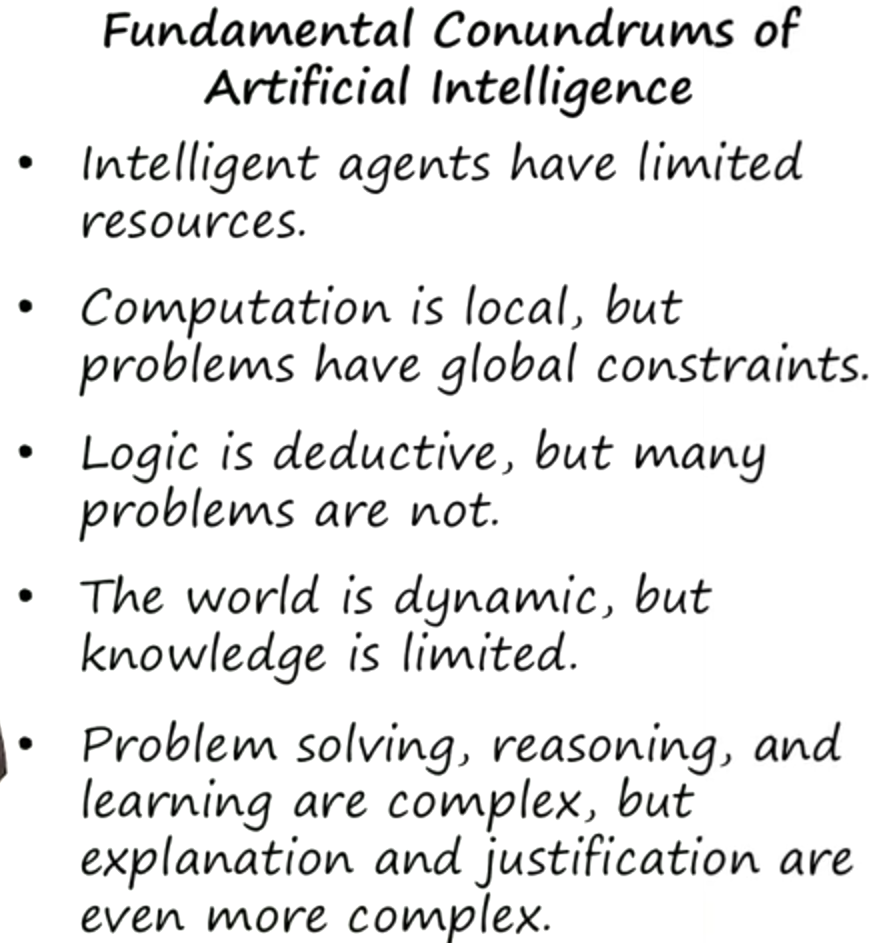 Fundamental Conundrums of
Artificial Intelligence
• Intelligent agents have limited
resources.
• Computation is local, but
problems have global constraints.
• Logic is deductive, but many
problems are not.
• The world is dynamic, but
knowledge is limited.
• Problem solving, reasoning, and
learning are complex, but
explanation and justification are
even more complex.